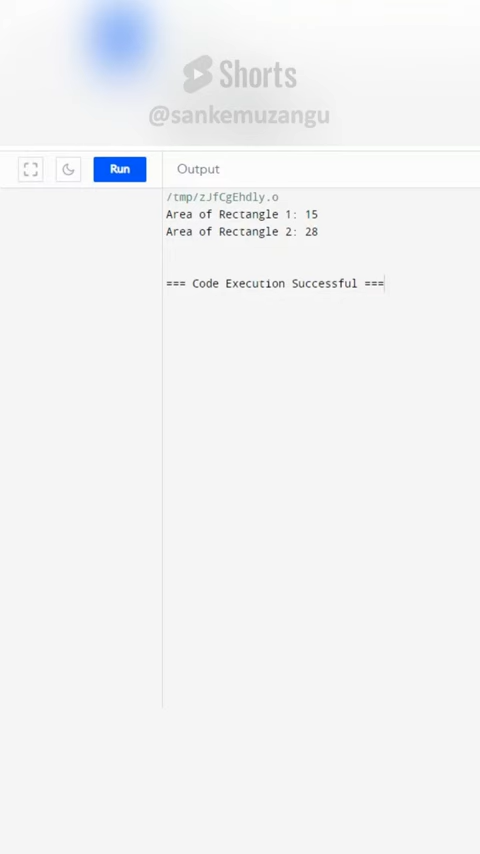 Shorts
@sankemuzangu
Run
Output
/tmp/zJfCgEhdly.o
Area of Rectangle 1: 15
Area of Rectangle 2: 28
=== Code Execution Successful ===